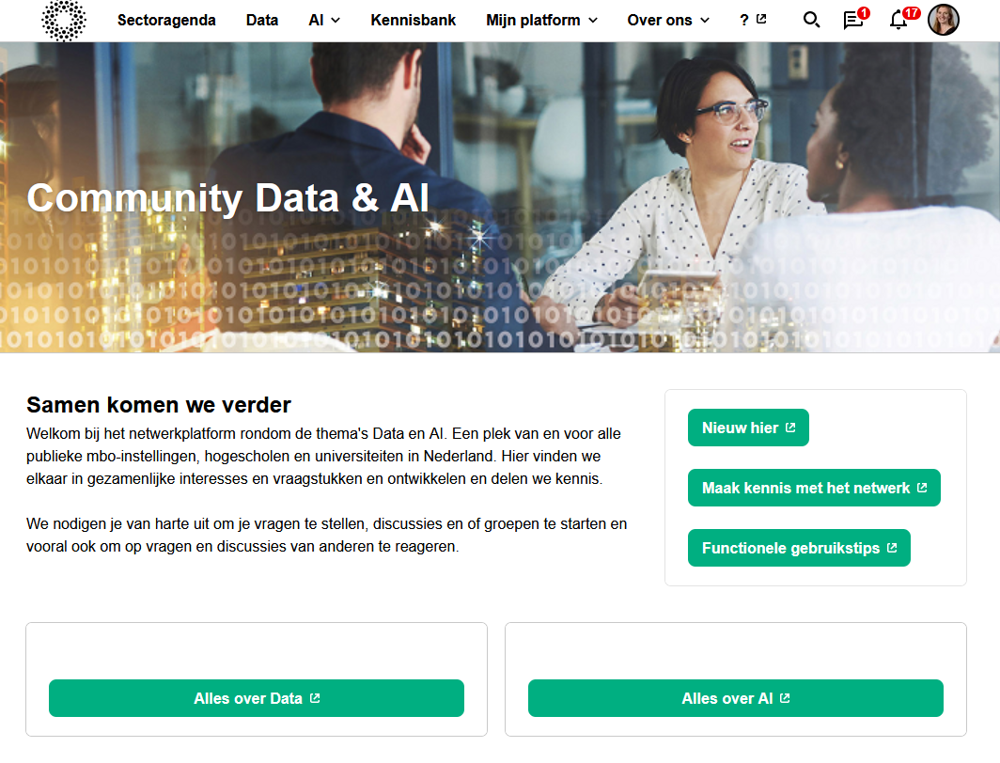 Sectoragenda Data AI Kennisbank Mijn platform Over ons ? 1 17
Community Data & AI
Samen komen we verder
Welkom bij het netwerkplatform rondom de thema's Data en AI. Een plek van en voor alle
publieke mbo-instellingen, hogescholen en universiteiten in Nederland. Hier vinden we
elkaar in gezamenlijke interesses en vraagstukken en ontwikkelen en delen we kennis.
We nodigen je van harte uit om je vragen te stellen, discussies en of groepen te starten en
vooral ook om op vragen en discussies van anderen te reageren.
Nieuw hier
Maak kennis met het netwerk
Functionele gebruikstips
Alles over Data
Alles over AI